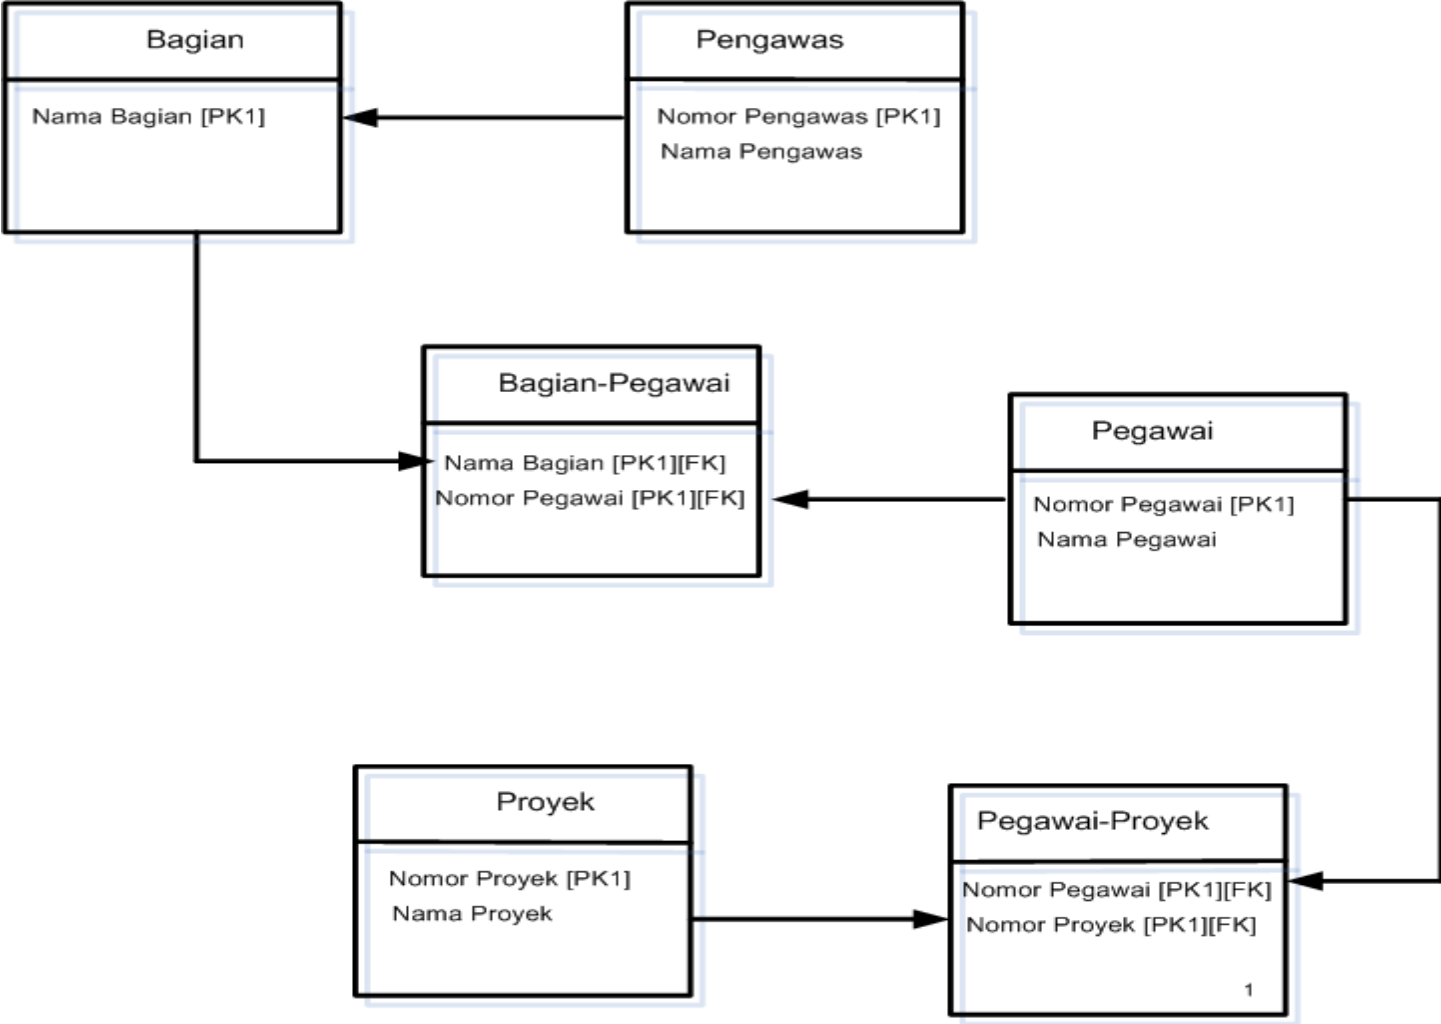 Bagian
Nama Bagian [PK1]
Pengawas
Nomor Pengawas [PK1]
Nama Pengawas
Bagian-Pegawai
Nama Bagian [PK1][FK]
Nomor Pegawai [PK1][FK]
Pegawai
Nomor Pegawai [PK1]
Nama Pegawai
Proyek
Nomor Proyek [PK1]
Nama Proyek
Pegawai-Proyek
Nomor Pegawai [PK1][FK]
Nomor Proyek [PK1][FK]
1